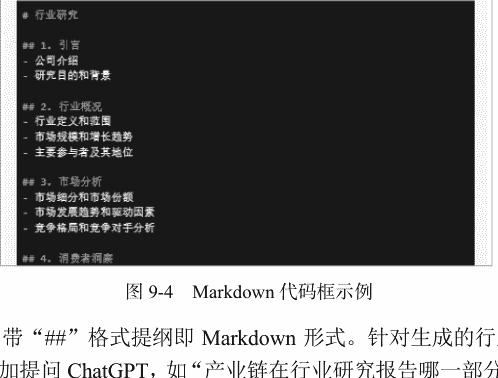 # 行业研究
## 1. 引言
- 公司介绍
- 研究目的和背景
## 2. 行业概况
- 行业定义和范围
- 市场规模和增长趋势
- 主要参与者及其地位
## 3. 市场分析
- 市场细分和市场份额
- 市场发展趋势和驱动因素
- 竞争格局和竞争对手分析
## 4. 消费者洞察
图 9-4 Markdown 代码框示例
带“##”格式提纲即 Markdown 形式。针对生成的行
加提问 ChatGPT，如“产业链在行业研究报告哪一部分